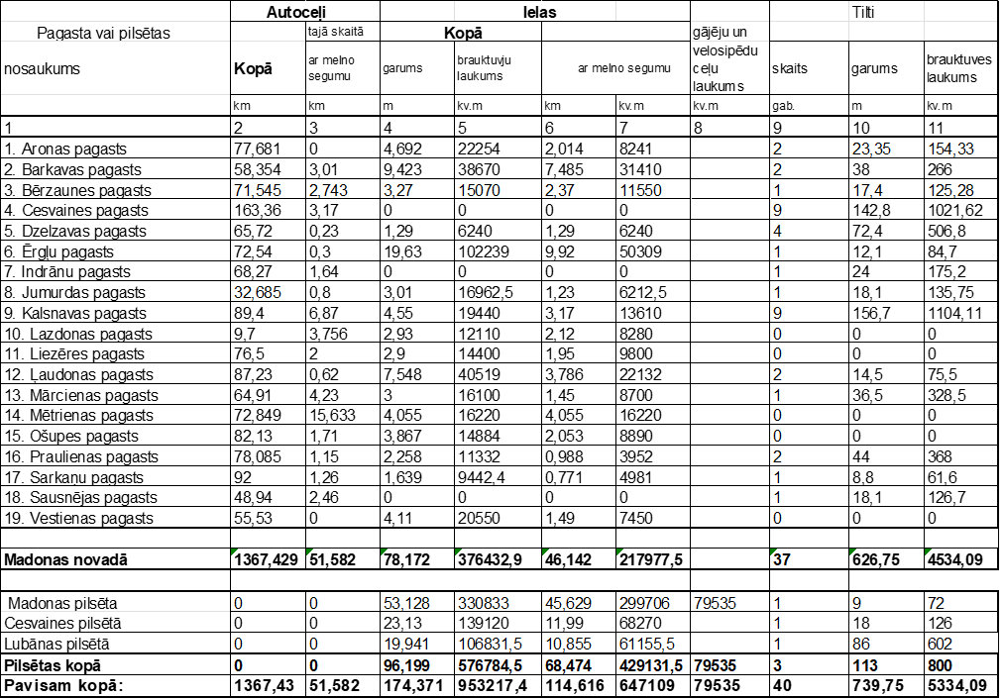 Autoceļi Ielas Tilti
Pagasta vai pilsētas tajā skaitā Kopā gājēju un
nosaukums Kopā ar melno segumu garums brauktuvju laukums ar melno segumu velosipēdu ceļu laukums skaits garums brauktuves laukums
km km m kv.m km kv.m kv.m gab. m kv.m
1 2 3 4 5 6 7 8 9 10 11
1. Aronas pagasts 77,681 0 4,692 22254 2,014 8241 2 23,35 154,33
2. Barkavas pagasts 58,354 3,01 9,423 38670 7,485 31410 2 38 266
3. Bērzaunes pagasts 71,545 2,743 3,27 15070 2,37 11550 1 17,4 125,28
4. Cesvaines pagasts 163,36 3,17 0 0 0 0 9 142,8 1021,62
5. Dzelzavas pagasts 65,72 0,23 1,29 6240 1,29 6240 4 72,4 506,8
6. Ērgļu pagasts 72,54 0,3 19,63 102239 9,92 50309 1 12,1 84,7
7. Indrānu pagasts 68,27 1,64 0 0 0 0 1 24 175,2
8. Jumurdas pagasts 32,685 0,8 3,01 16962,5 1,23 6212,5 1 18,1 135,75
9. Kalsnavas pagasts 89,4 6,87 4,55 19440 3,17 13610 9 156,7 1104,11
10. Lazdonas pagasts 9,7 3,756 2,93 12110 2,12 8280 0 0 0
11. Liezēres pagasts 76,5 2 2,9 14400 1,95 9800 0 0 0
12. Ļaudonas pagasts 87,23 0,62 7,548 40519 3,786 22132 2 14,5 75,5
13. Mārcienas pagasts 64,91 4,23 3 16100 1,45 8700 1 36,5 328,5
14. Mētrienas pagasts 72,849 15,633 4,055 16220 4,055 16220 0 0 0
15. Ošupes pagasts 82,13 1,71 3,867 14884 2,053 8890 0 0 0
16. Praulienas pagasts 78,085 1,15 2,258 11332 0,988 3952 2 44 368
17. Sarkaņu pagasts 92 1,26 1,639 9442,4 0,771 4981 1 8,8 61,6
18. Sausnējas pagasts 48,94 2,46 0 0 0 0 1 18,1 126,7
19. Vestienas pagasts 55,53 0 4,11 20550 1,49 7450 0 0 0
Madonas novadā 1367,429 51,582 78,172 376432,9 46,142 217977,5 37 626,75 4534,09
Madonas pilsēta 0 0 53,128 330833 45,629 299706 79535 1 9 72
Cesvaines pilsētā 0 0 23,13 139120 11,99 68270 1 18 126
Lubānas pilsētā 0 0 19,941 106831,5 10,855 61155,5 1 86 602
Pilsētas kopā 0 0 96,199 576784,5 68,474 429131,5 79535 3 113 800
Pavisam kopā: 1367,43 51,582 174,371 953217,4 114,616 647109 79535 40 739,75 5334,09